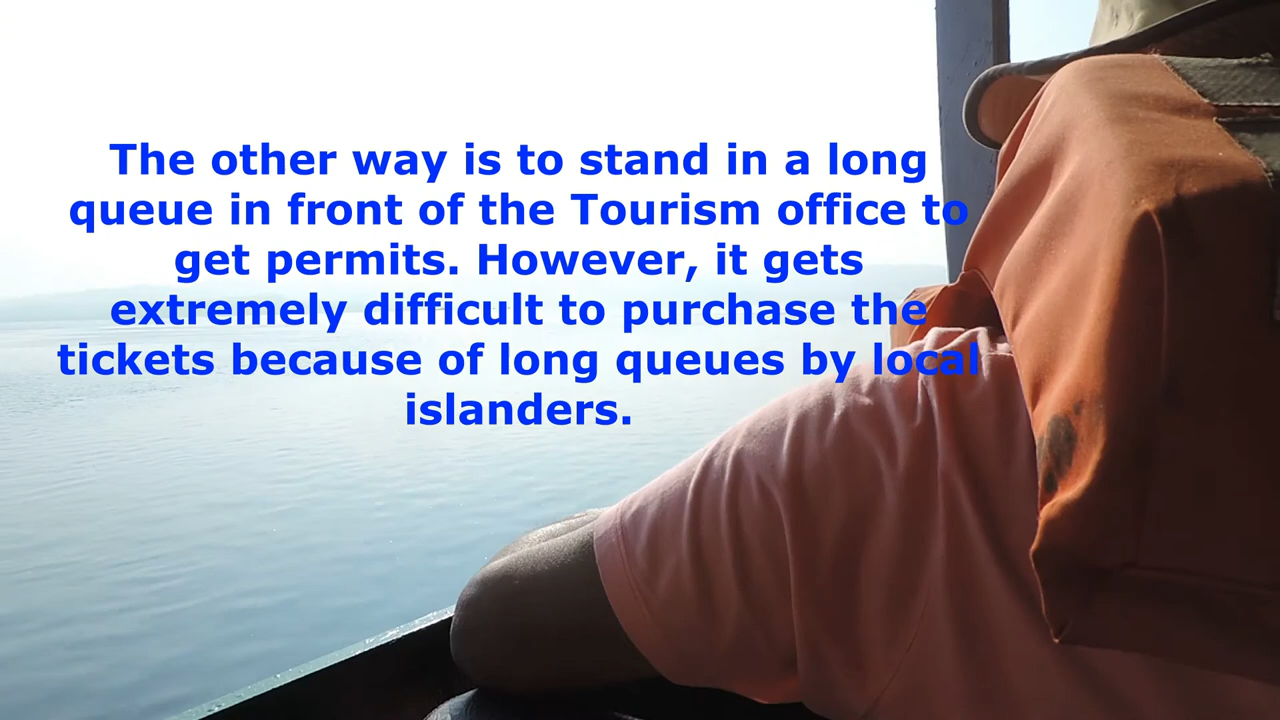 The other way is to stand in a long
queue in front of the Tourism office to
get permits. However, it gets
extremely difficult to purchase the
tickets because of long queues by local
islanders.